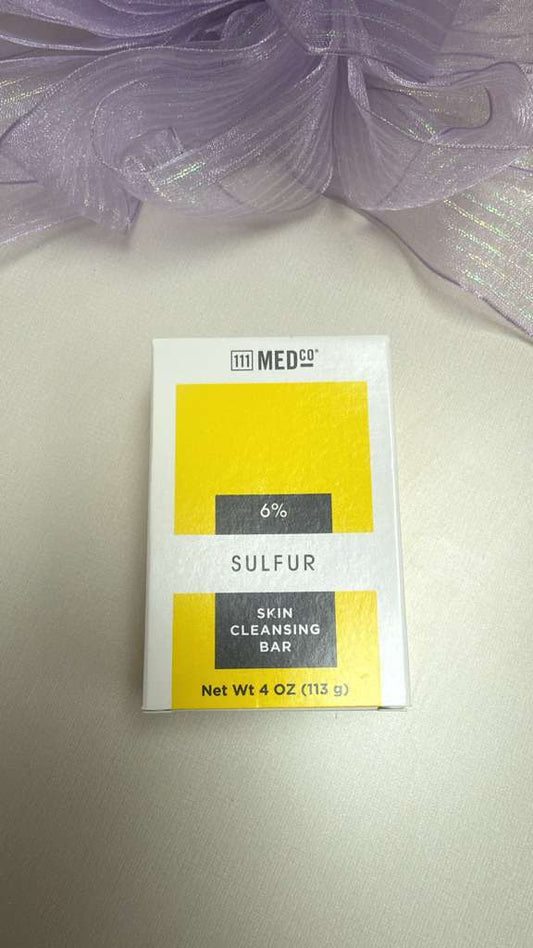 111 MEDCO®
6%
SULFUR
SKIN
CLEANSING
BAR
Net Wt 4 OZ (113 g)